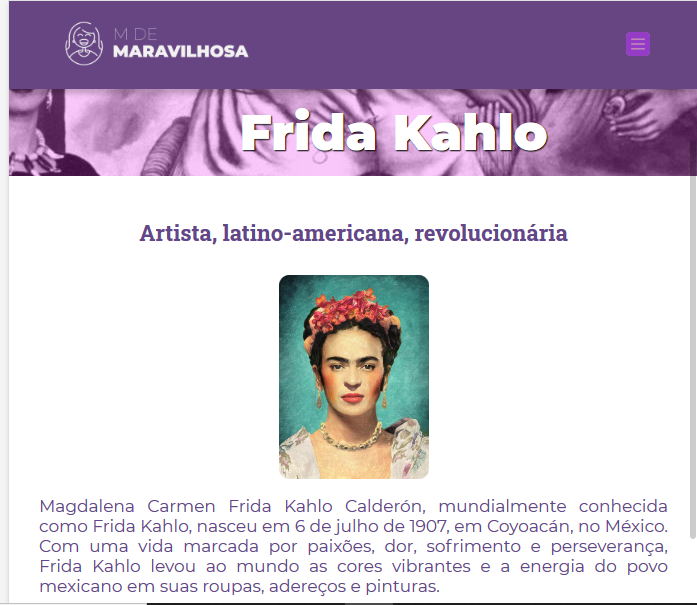 M DE
MARAVILHOSA
Frida Kahlo
Artista, latino-americana, revolucionária
Magdalena Carmen Frida Kahlo Calderón, mundialmente conhecida
como Frida Kahlo, nasceu em 6 de julho de 1907, em Coyoacán, no México.
Com uma vida marcada por paixões, dor, sofrimento e perseverança,
Frida Kahlo levou ao mundo as cores vibrantes e a energia do povo
mexicano em suas roupas, adereços e pinturas.